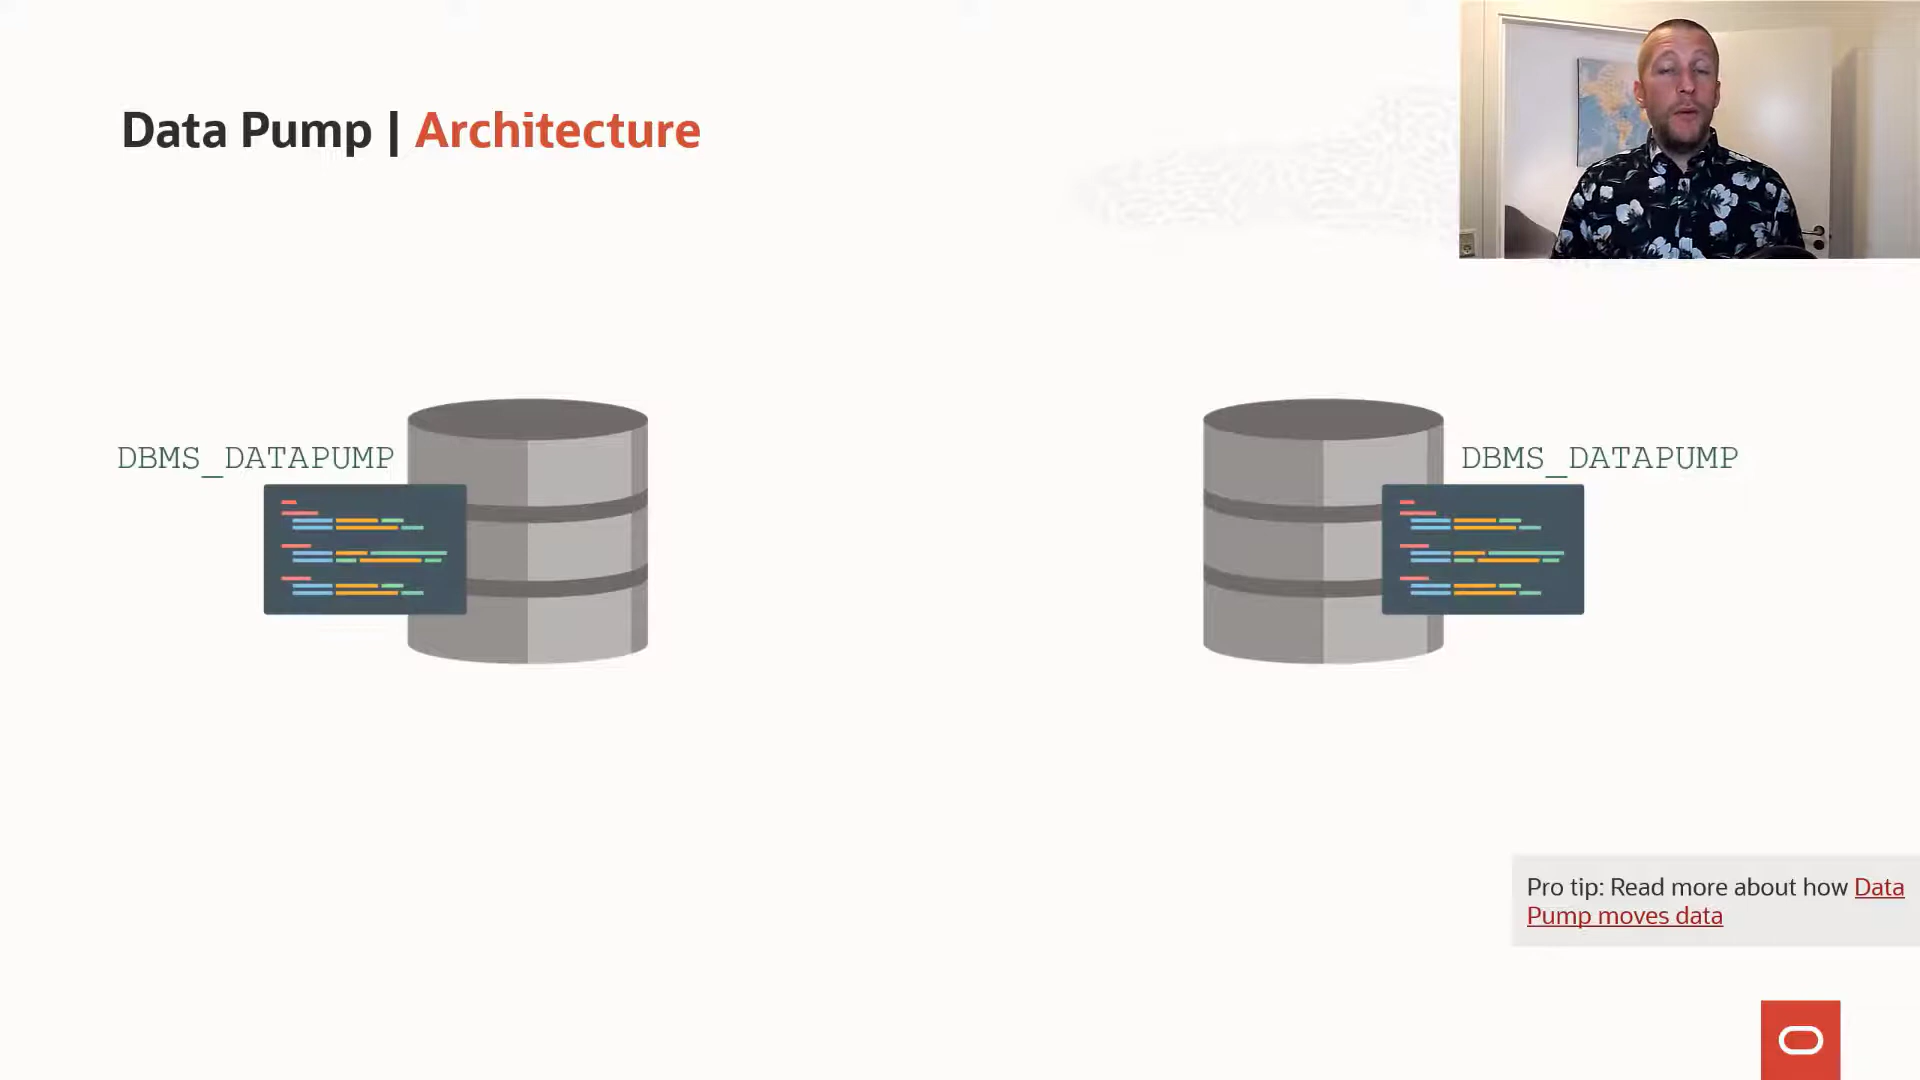 Data Pump | Architecture
DBMS_DATAPUMP
DBMS_DATAPUMP
Pro tip: Read more about how Data
Pump moves data